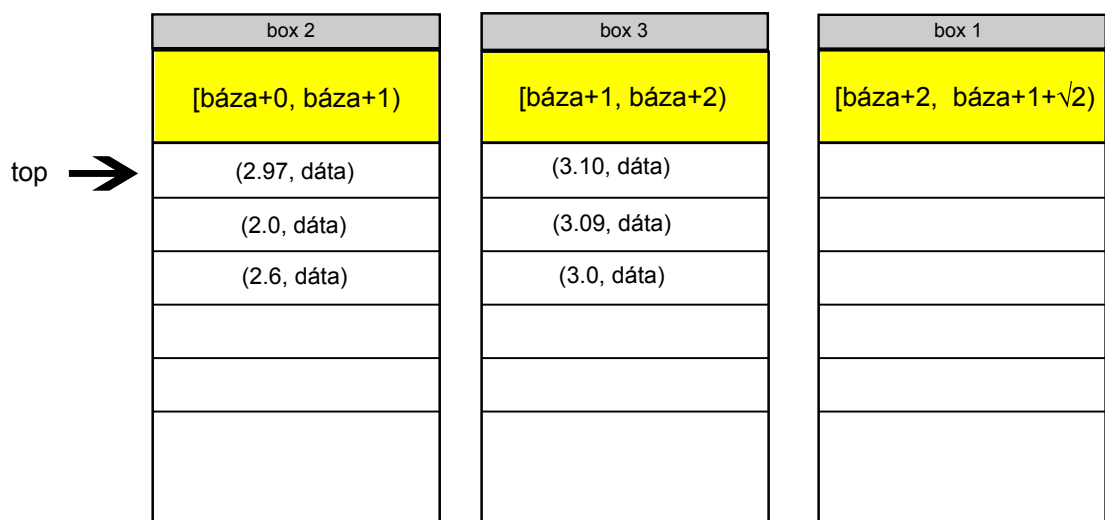 box 2
box 3
box 1
[báza+0, báza+1)
[báza+1, báza+2)
[báza+2,  báza+1+√2)
top
(2.97, dáta)
(3.10, dáta)
(2.0, dáta)
(3.09, dáta)
(2.6, dáta)
(3.0, dáta)